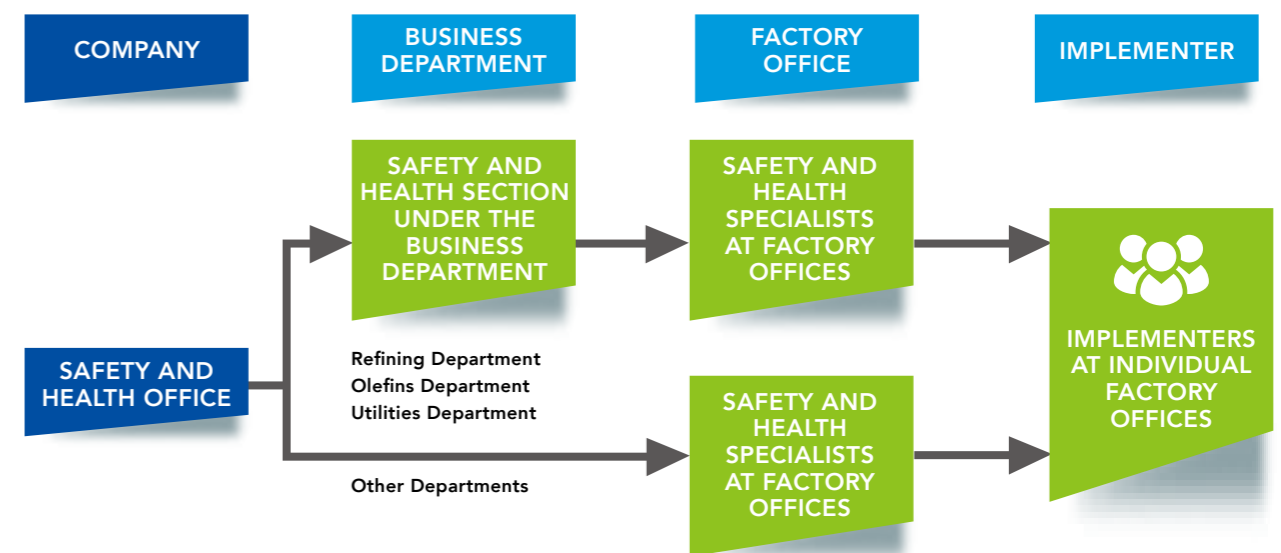 COMPANY
BUSINESS
DEPARTMENT
FACTORY
OFFICE
IMPLEMENTER
SAFETY AND
HEALTH SECTION
UNDER THE
BUSINESS
DEPARTMENT
SAFETY AND
HEALTH
SPECIALISTS
AT FACTORY
OFFICES
SAFETY AND
HEALTH OFFICE
Refining Department
Olefins Department
Utilities Department
Other Departments
SAFETY AND
HEALTH
SPECIALISTS
AT FACTORY
OFFICES
IMPLEMENTERS
AT INDIVIDUAL
FACTORY
OFFICES